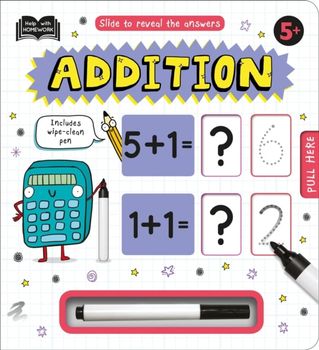 Help with
HOMEWORK
Slide to reveal the answers
5+
ADDITION
Includes
wipe-clean
pen
5+1= ? 6
PULL HERE
1+1= ? 2